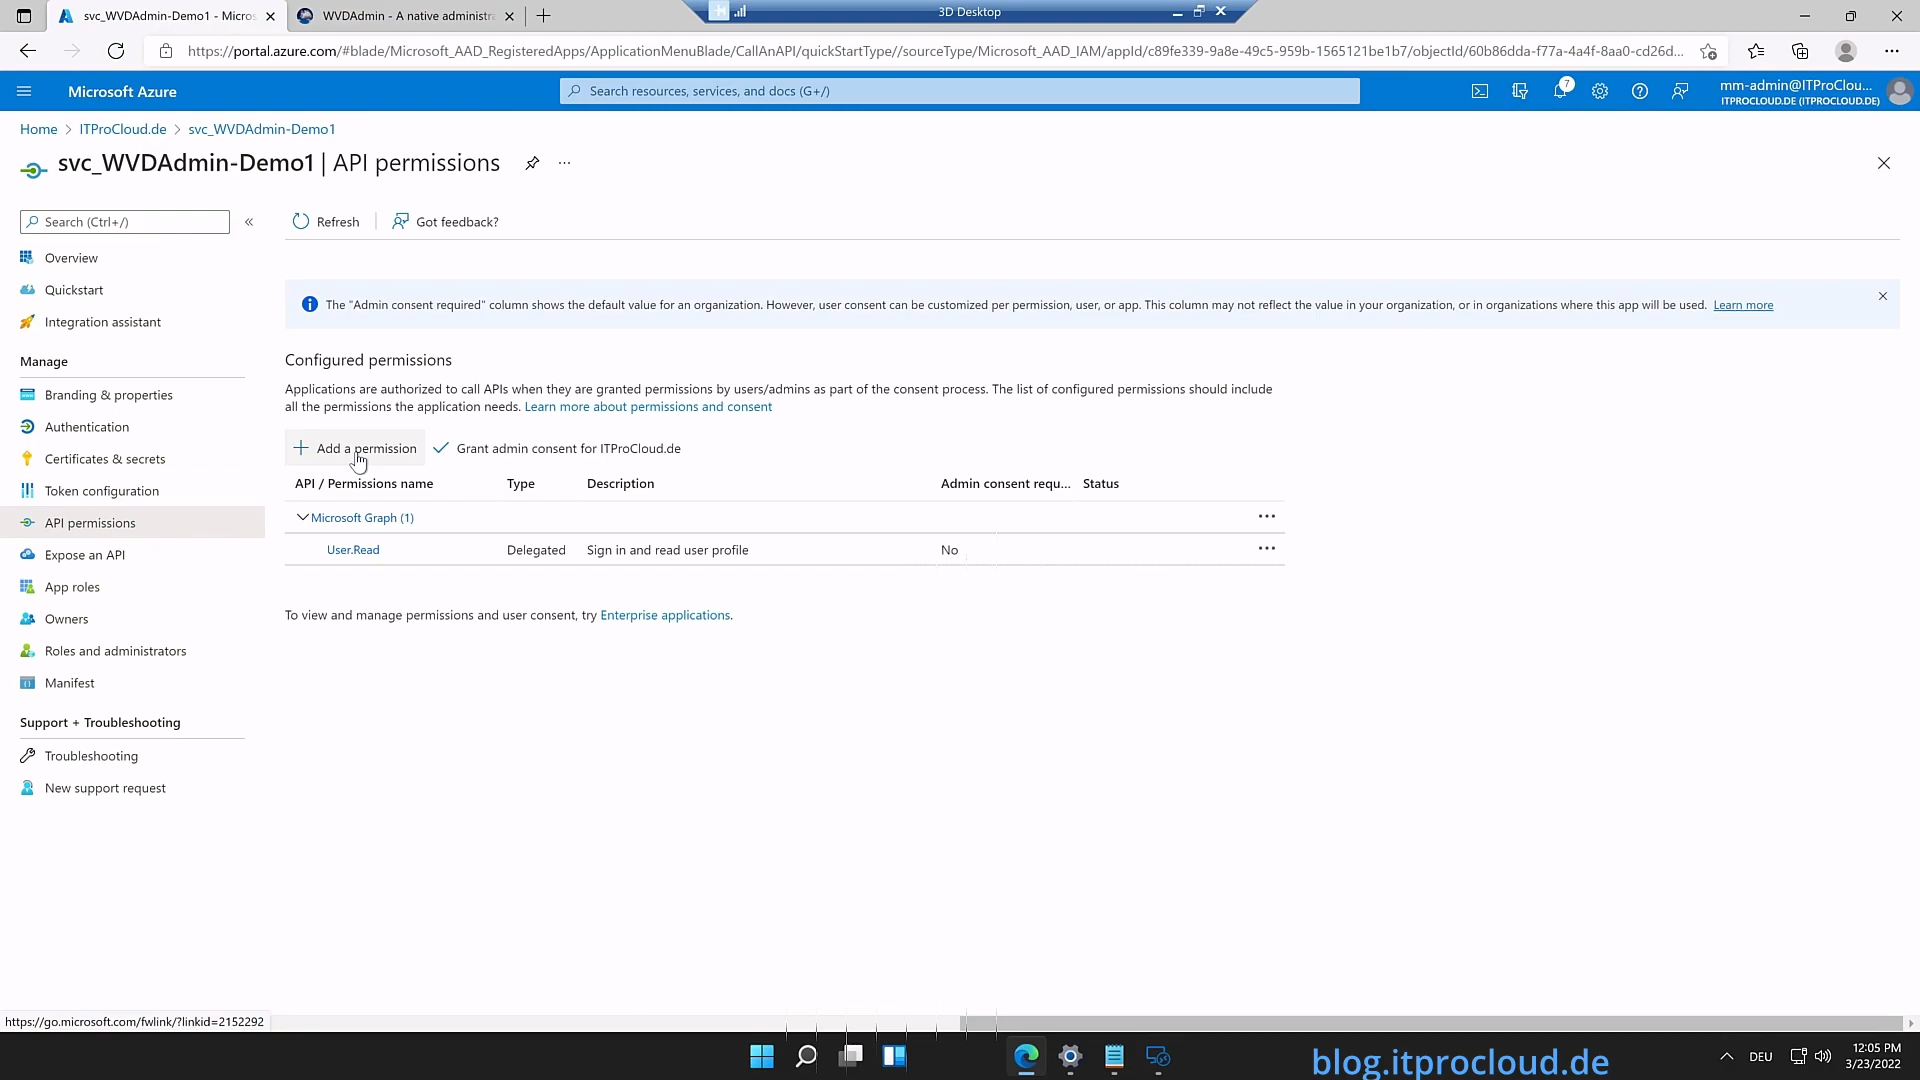 svc_WVDAdmin-Demo1 - Micros
WVDAdmin - A native administra
3D Desktop
https://portal.azure.com/#blade/Microsoft_AAD_RegisteredApps/ApplicationMenuBlade/CallAnAPI/quickStartType//sourceType/Microsoft_AAD_IAM/appId/c89fe339-9a8e-49c5-959b-1565121be1b7/objectId/60b86dda-f77a-4a4f-8aa0-cd26d...
Microsoft Azure
Search resources, services, and docs (G+/)
7
mm-admin@ITProClou...
ITPROCLOUD.DE (ITPROCLOUD.DE)
Home > ITProCloud.de > svc_WVDAdmin-Demo1
svc_WVDAdmin-Demo1 | API permissions
Search (Ctrl+/)
Refresh
Got feedback?
Overview
Quickstart
Integration assistant
Manage
Branding & properties
Authentication
Certificates & secrets
Token configuration
API permissions
Expose an API
App roles
Owners
Roles and administrators
Manifest
Support + Troubleshooting
Troubleshooting
New support request
The "Admin consent required" column shows the default value for an organization. However, user consent can be customized per permission, user, or app. This column may not reflect the value in your organization, or in organizations where this app will be used. Learn more
Configured permissions
Applications are authorized to call APIs when they are granted permissions by users/admins as part of the consent process. The list of configured permissions should include
all the permissions the application needs. Learn more about permissions and consent
Add a permission
Grant admin consent for ITProCloud.de
API / Permissions name Type Description Admin consent requ... Status
Microsoft Graph (1)
User.Read Delegated Sign in and read user profile No
To view and manage permissions and user consent, try Enterprise applications.
https://go.microsoft.com/fwlink/?linkid=2152292
blog.itprocloud.de
DEU
12:05 PM
3/23/2022